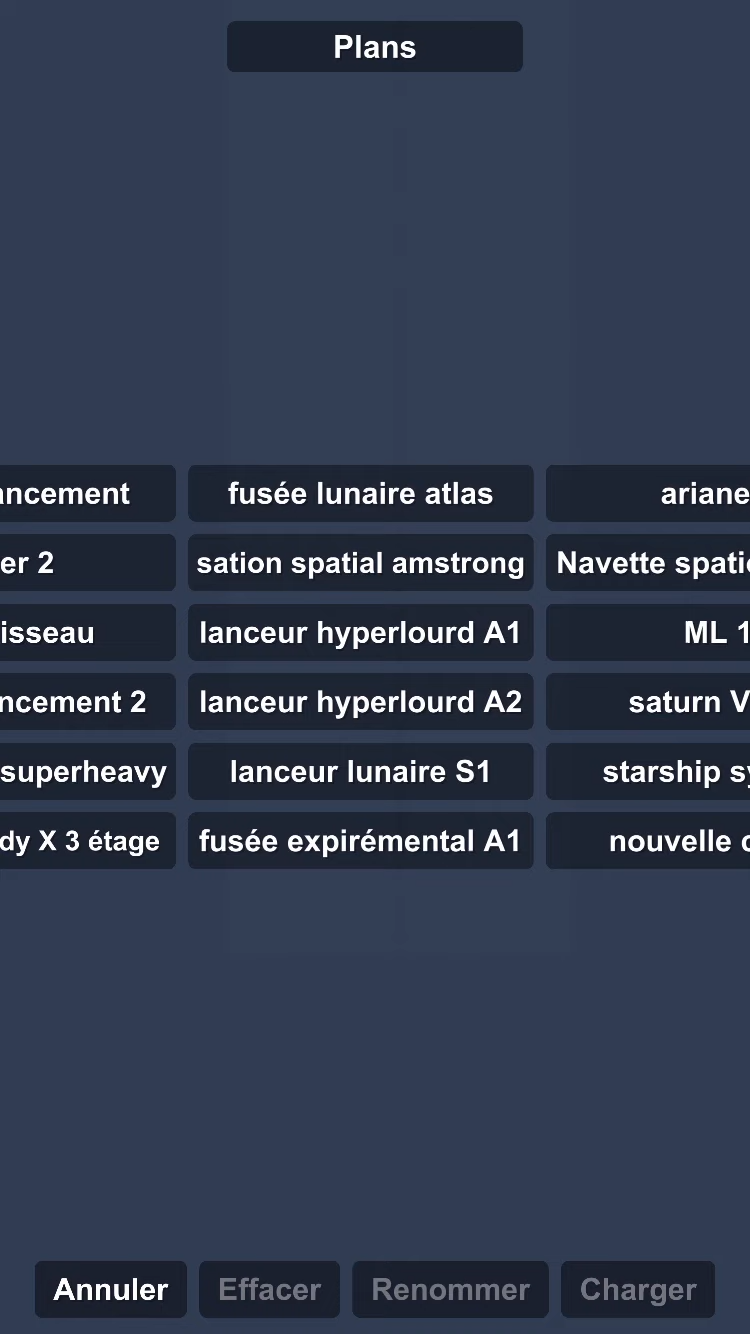 Plans
ancement fusée lunaire atlas ariane
er 2 sation spatial amstrong Navette spati
isseau lanceur hyperlourd A1 ML 1
ncement 2 lanceur hyperlourd A2 saturn V
superheavy lanceur lunaire S1 starship sy
dy X 3 étage fusée expirémental A1 nouvelle
Annuler Effacer Renommer Charger